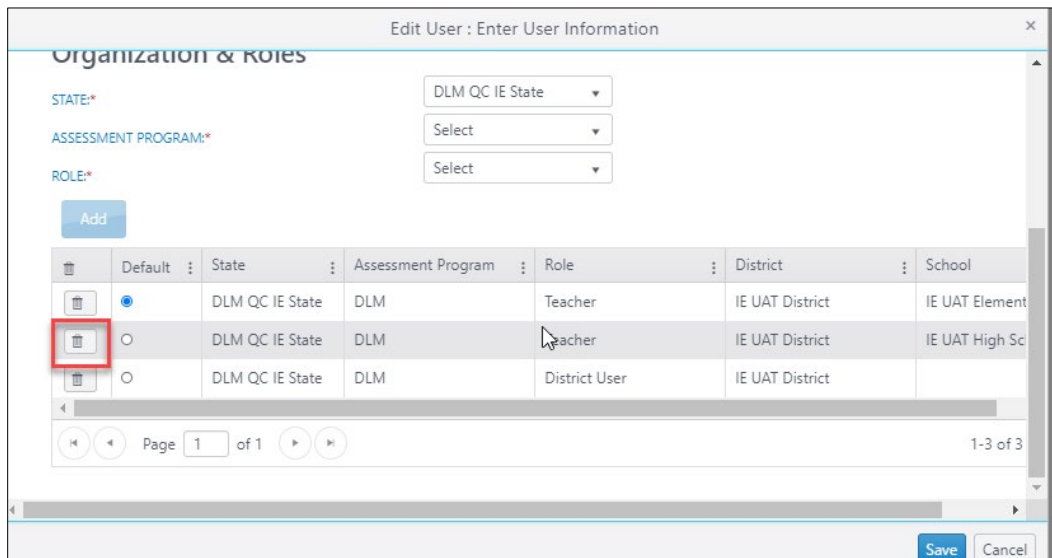 Edit User : Enter User Information
Organization & Roles
STATE:* DLM QC IE State
ASSESSMENT PROGRAM:* Select
ROLE:* Select
Add
Default State Assessment Program Role District School
DLM QC IE State DLM Teacher IE UAT District IE UAT Element
DLM QC IE State DLM Teacher IE UAT District IE UAT High Sc
DLM QC IE State DLM District User IE UAT District
Page 1 of 1 1-3 of 3
Save Cancel